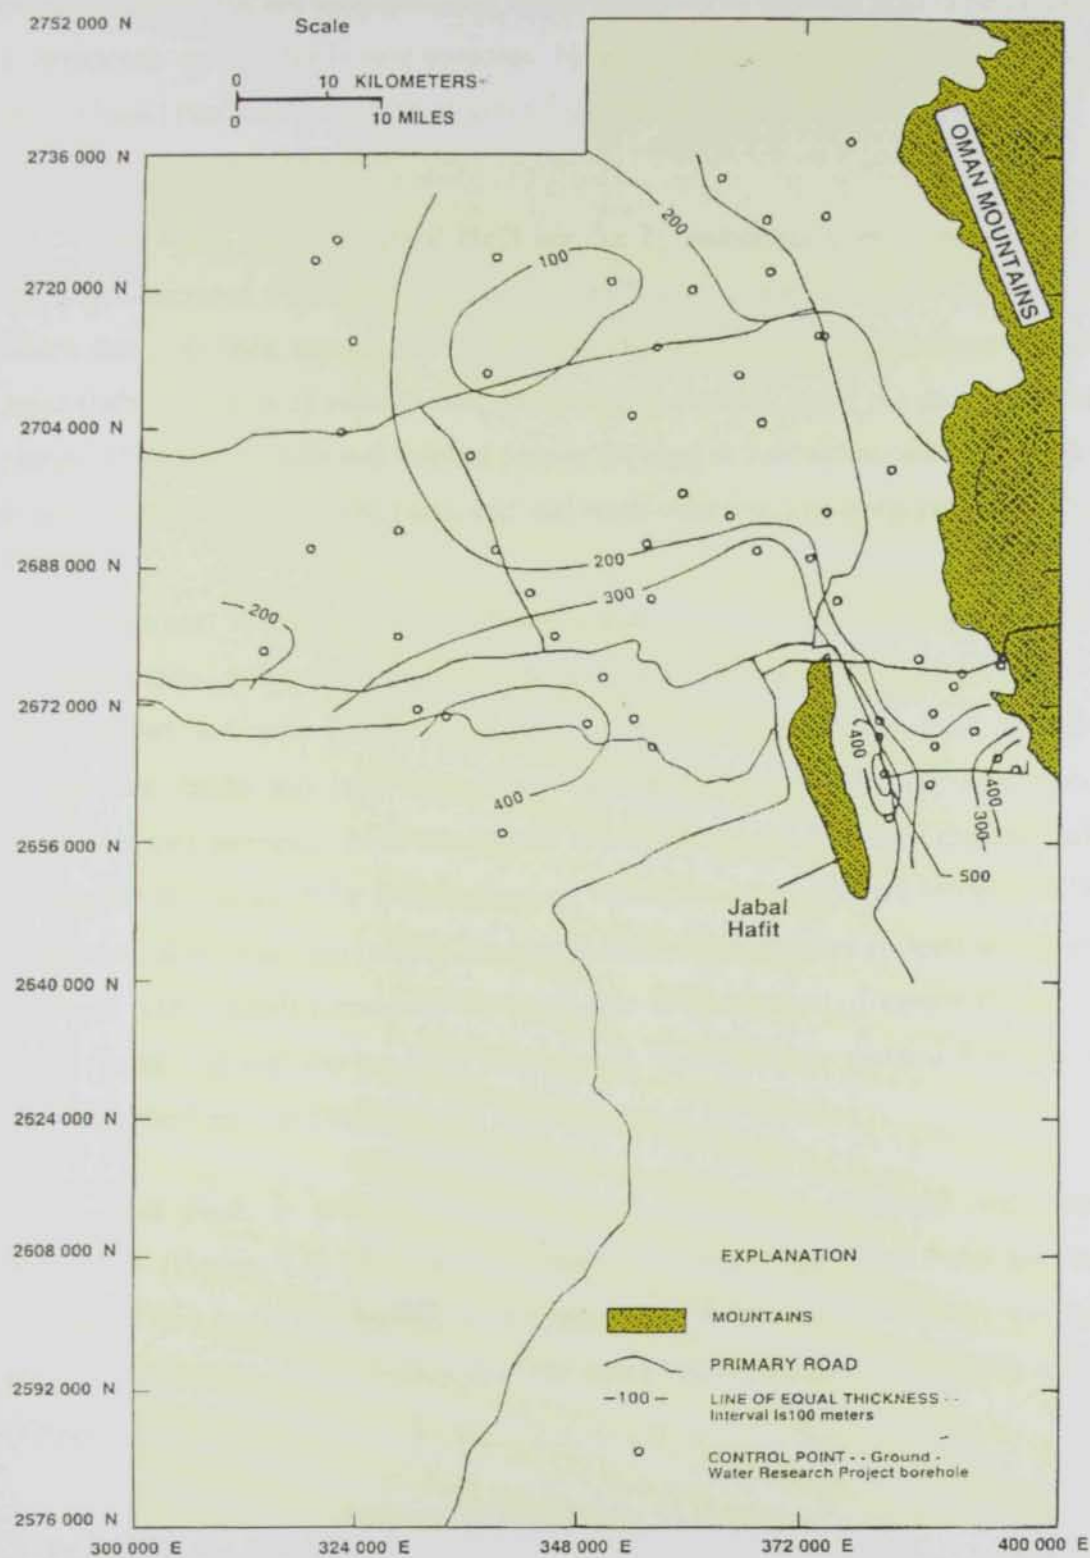 2752 000 N
Scale
0 10 KILOMETERS-
0 10 MILES
2736 000 N
OMAN MOUNTAINS
200
100
2720 000 N
2704 000 N
200
2688 000 N
300
200
2672 000 N
400
400
400
300
2656 000 N
500
Jabal
Hafit
2640 000 N
2524 000 N
2608 000 N
EXPLANATION
MOUNTAINS
PRIMARY ROAD
2592 000 N
-100- LINE OF EQUAL THICKNESS --
Interval Is100 meters
CONTROL POINT -- Ground -
Water Research Project borehole
2576 000 N
300 000 E 324 000 E 348 000 E 372 000 E 400 000 E